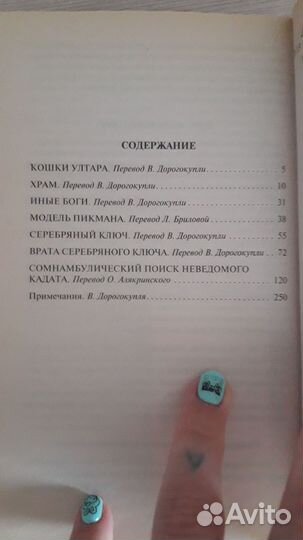 СОДЕРЖАНИЕ
КОШКИ УЛТАРА. Перевод В. Дорогокупли 5
ХРАМ. Перевод В. Дорогокупли 10
ИНЫЕ БОГИ. Перевод В. Дорогокупли 31
МОДЕЛЬ ПИКМАНА. Перевод Л. Бриловой 38
СЕРЕБРЯНЫЙ КЛЮЧ. Перевод В. Дорогокупли 55
ВРАТА СЕРЕБРЯНОГО КЛЮЧА. Перевод В. Дорогокупли 72
СОМНАМБУЛИЧЕСКИЙ ПОИСК НЕВЕДОМОГО
КАДАТА. Перевод О. Алякринского 120
Примечания. В. Дорогокупля 250
Avito